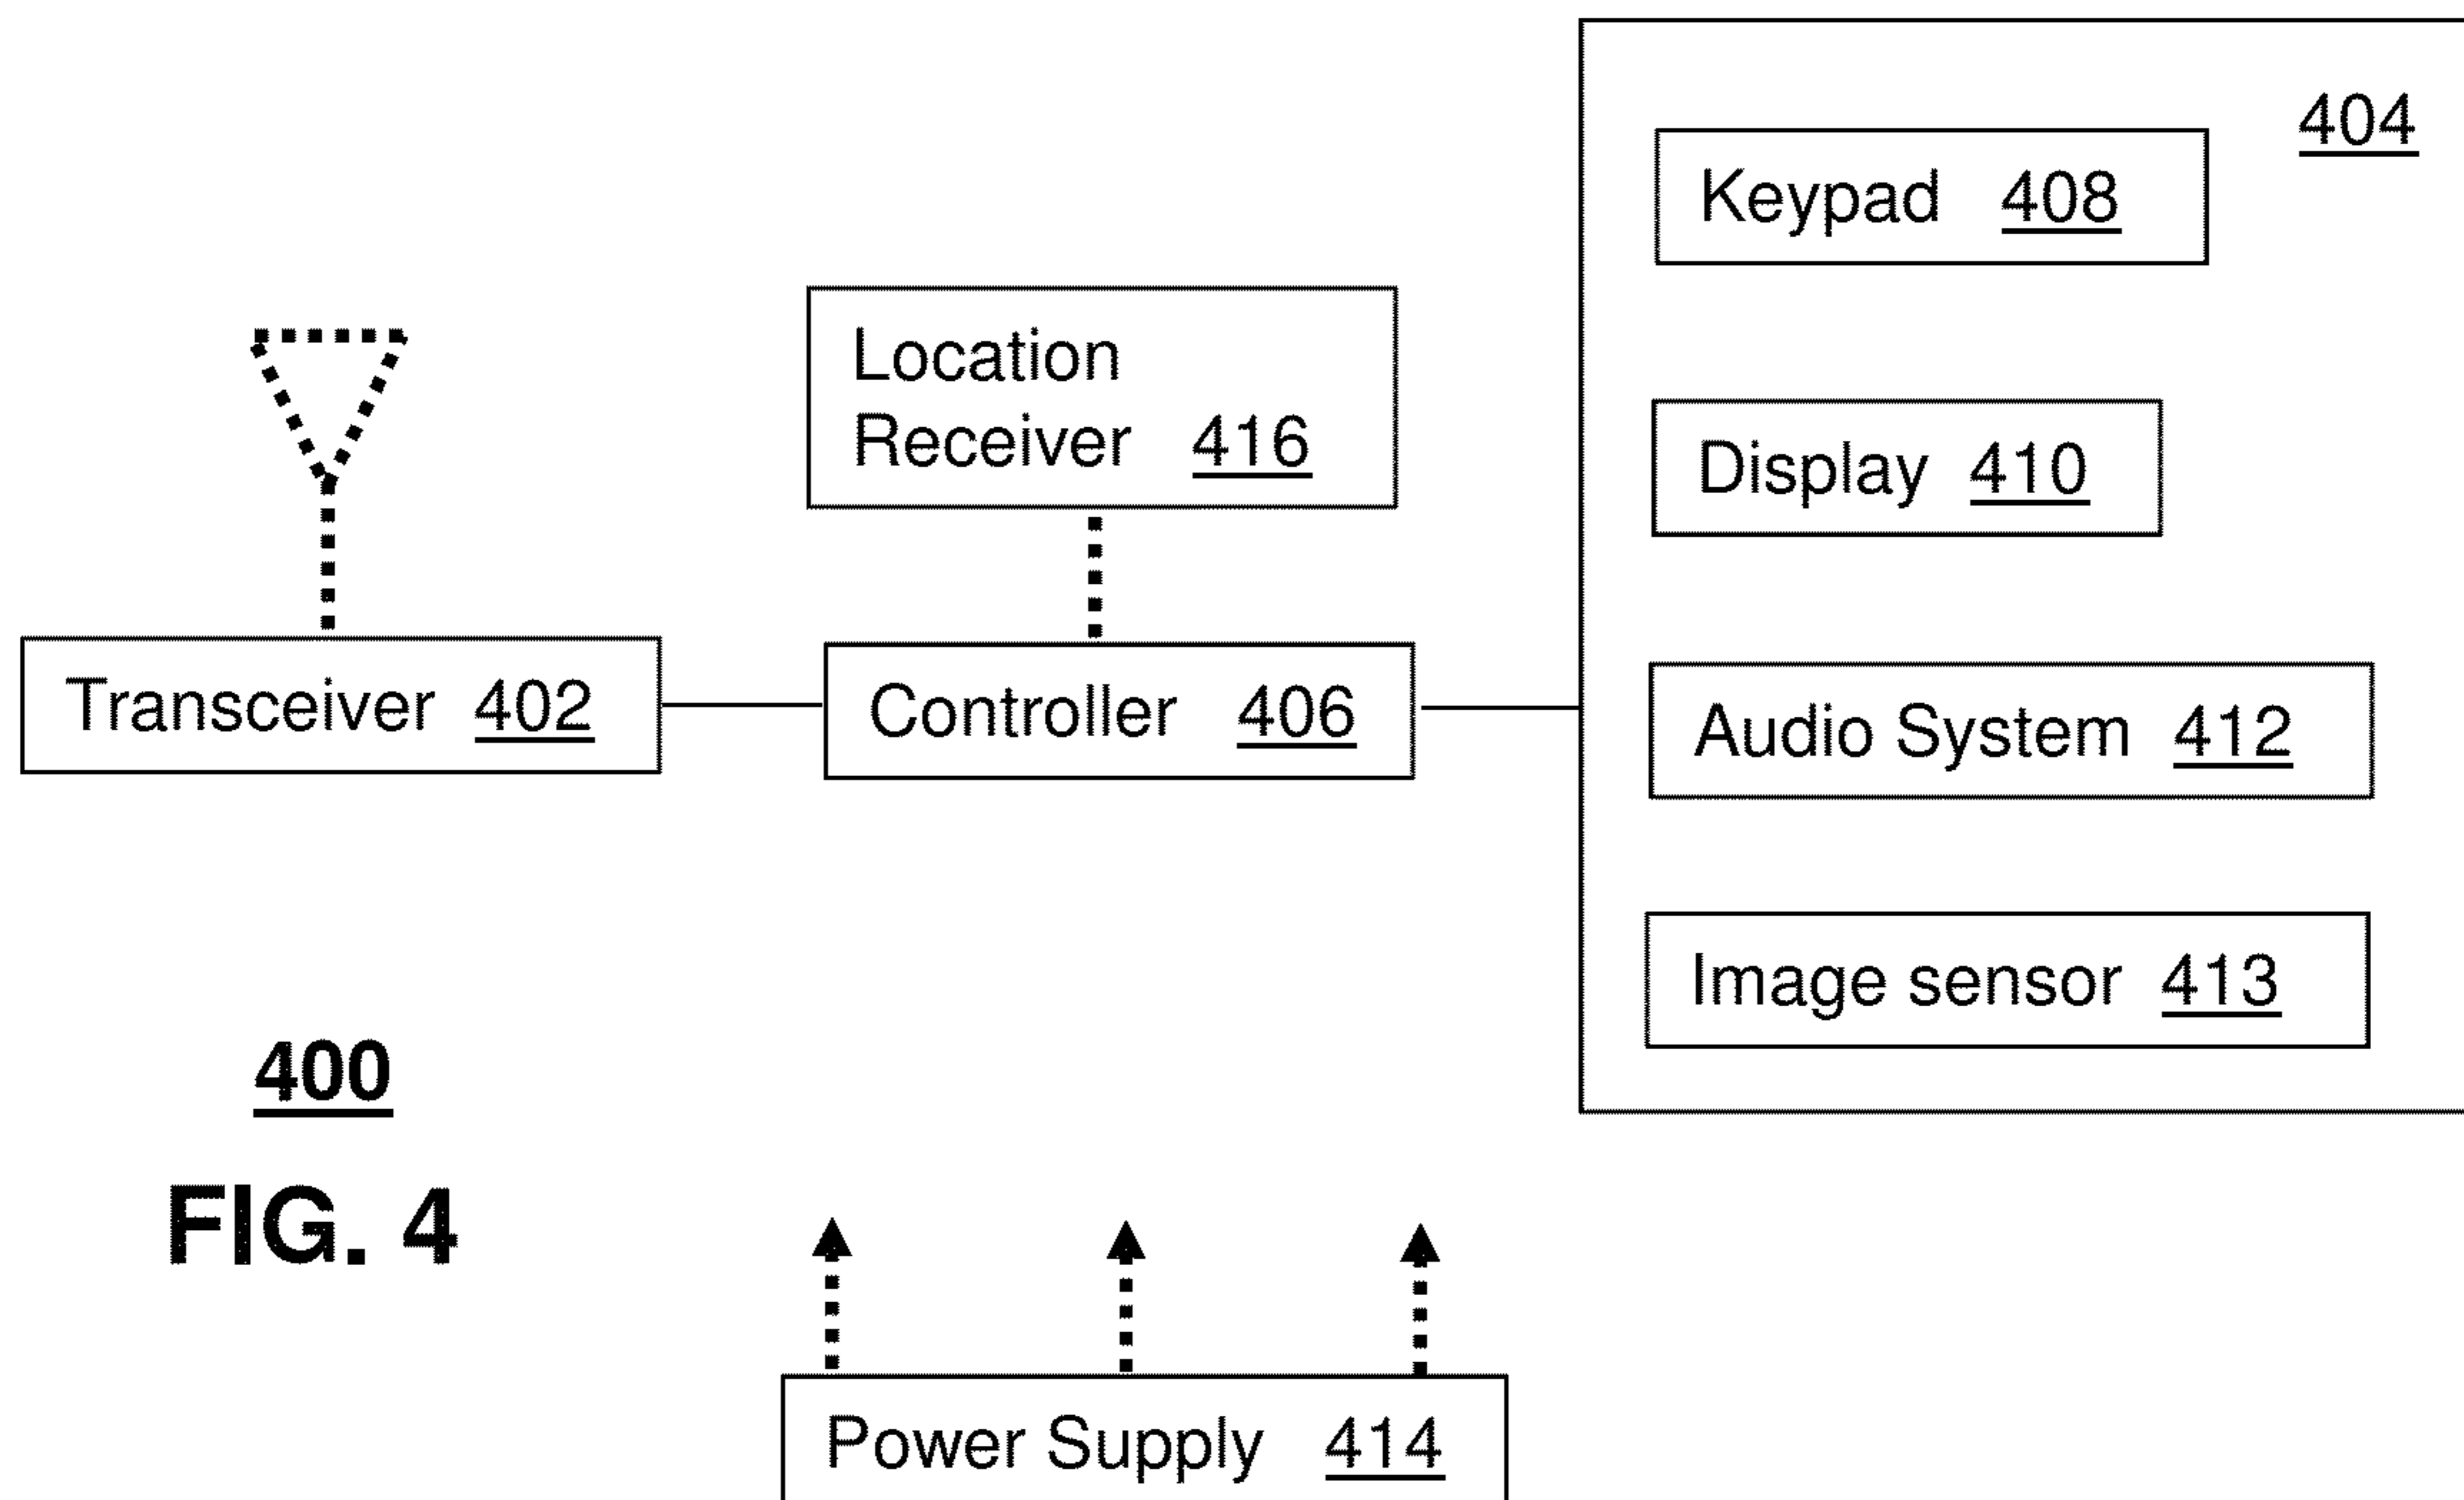 404
Keypad 408
Location
Receiver 416
Display 410
Transceiver 402
Controller 406
Audio System 412
Image sensor 413
400
FIG. 4
Power Supply 414